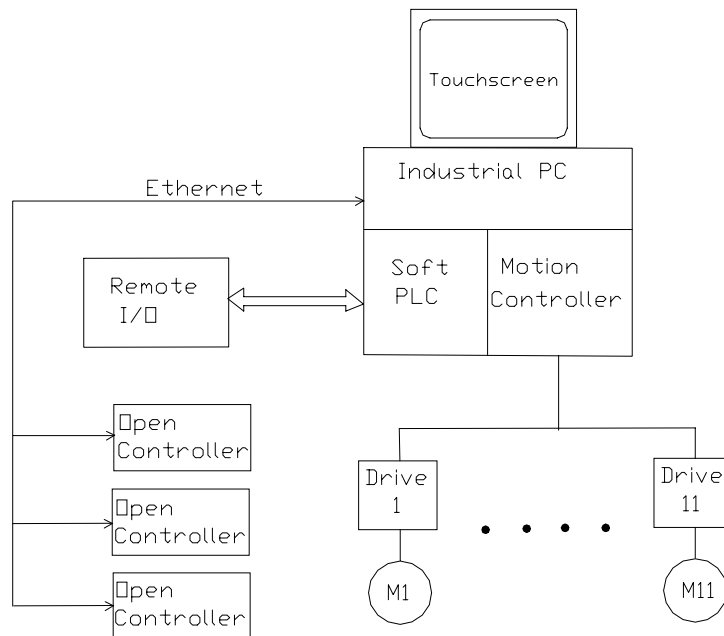 Touchscreen
Industrial PC
Ethernet
Soft
PLC
Motion
Controller
Remote
I/O
Open
Controller
Open
Controller
Open
Controller
Drive
1
Drive
11
M1
M11